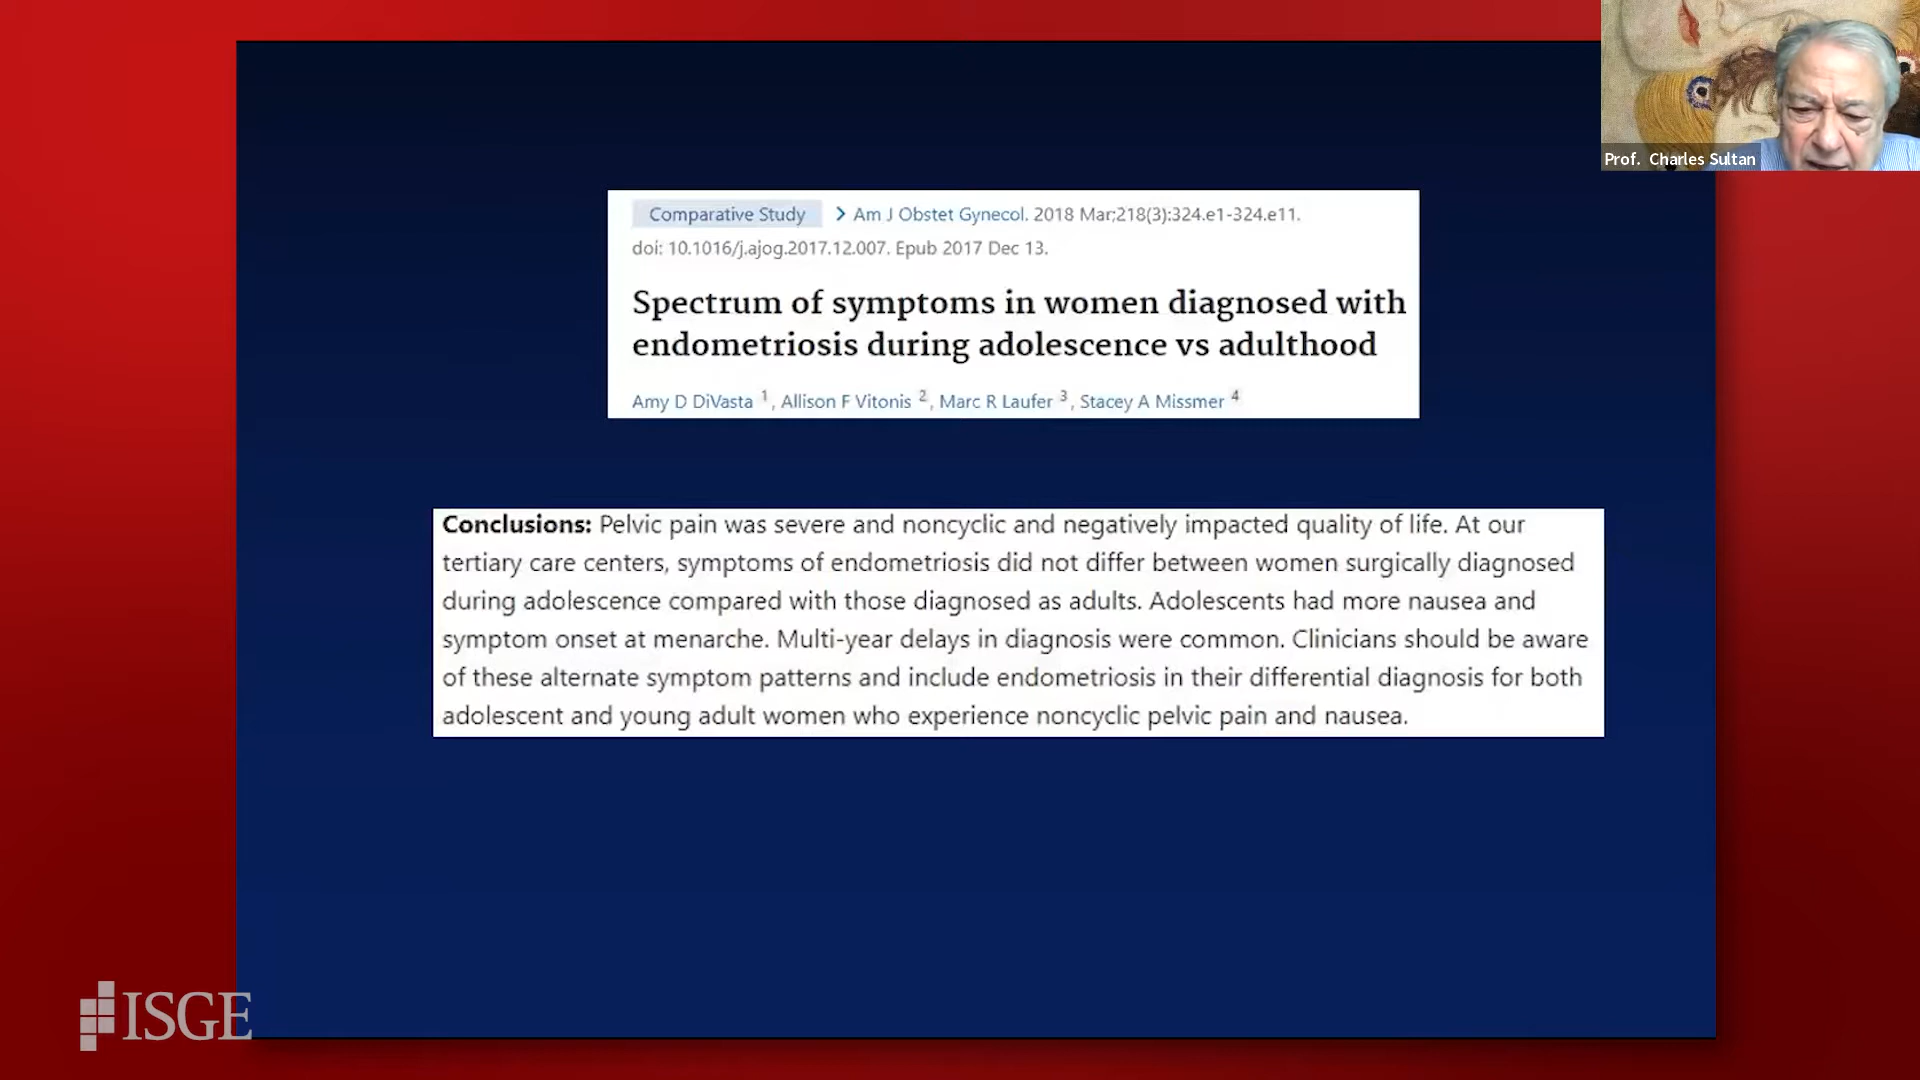 Prof. Charles Sultan
Comparative Study > Am J Obstet Gynecol. 2018 Mar;218(3):324.e1-324.e11.
doi: 10.1016/j.ajog.2017.12.007. Epub 2017 Dec 13.
Spectrum of symptoms in women diagnosed with
endometriosis during adolescence vs adulthood
Amy D DiVasta 1, Allison F Vitonis 2, Marc R Laufer 3, Stacey A Missmer 4
Conclusions: Pelvic pain was severe and noncyclic and negatively impacted quality of life. At our
tertiary care centers, symptoms of endometriosis did not differ between women surgically diagnosed
during adolescence compared with those diagnosed as adults. Adolescents had more nausea and
symptom onset at menarche. Multi-year delays in diagnosis were common. Clinicians should be aware
of these alternate symptom patterns and include endometriosis in their differential diagnosis for both
adolescent and young adult women who experience noncyclic pelvic pain and nausea.
ISGE